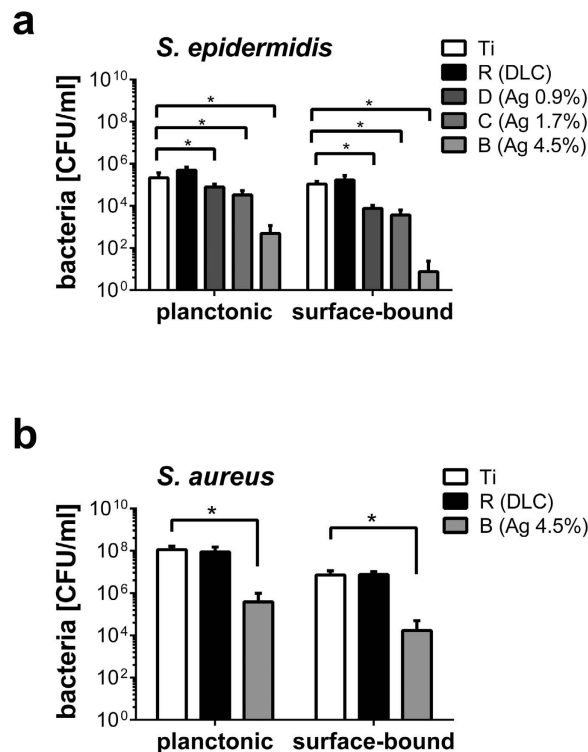 a
S. epidermidis
Ti
R (DLC)
D (Ag 0.9%)
C (Ag 1.7%)
B (Ag 4.5%)
bacteria [CFU/ml]
10¹⁰
10⁸
10⁶
10⁴
10²
10⁰
* * * * * *
planctonic surface-bound
b
S. aureus
Ti
R (DLC)
B (Ag 4.5%)
bacteria [CFU/ml]
10¹⁰
10⁸
10⁶
10⁴
10²
10⁰
* *
planctonic surface-bound